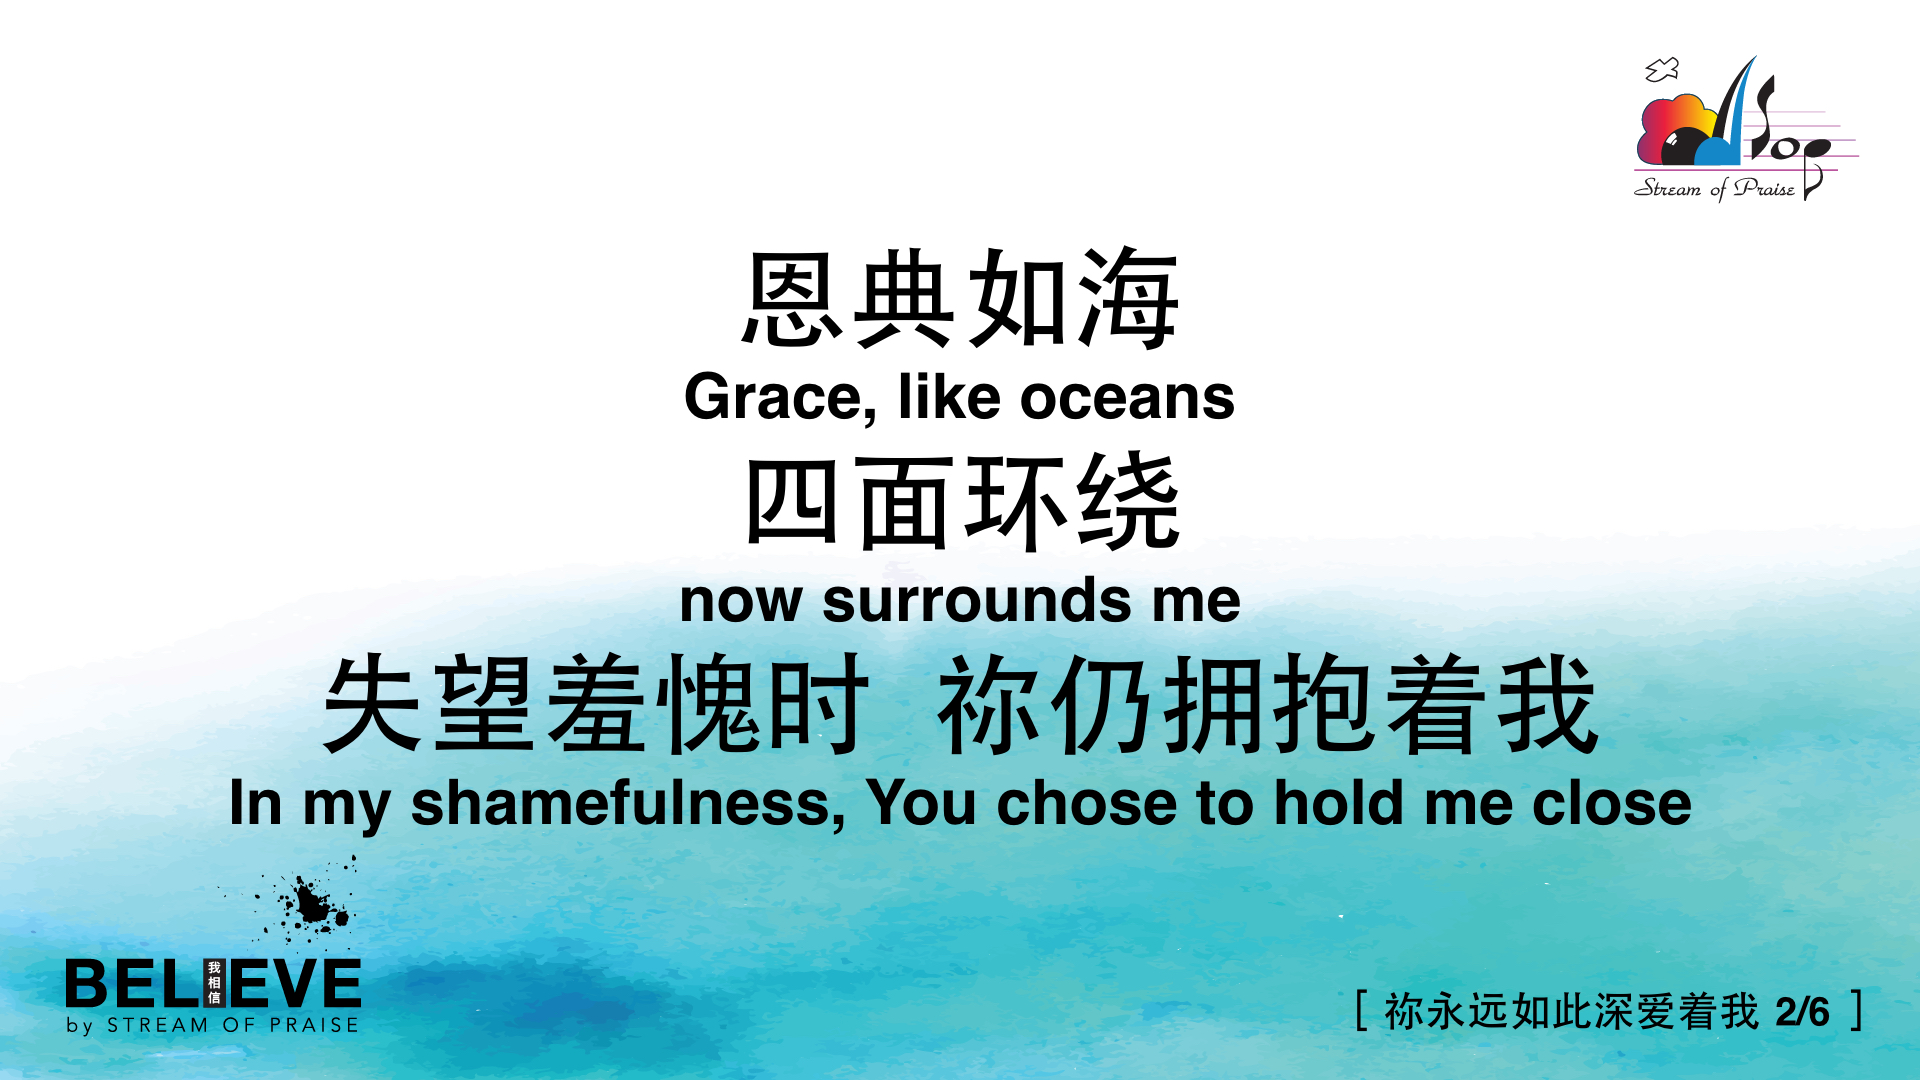 Sop
Stream of Praise
恩典如海
Grace, like oceans
四面环绕
now surrounds me
失望羞愧时 祢仍拥抱着我
In my shamefulness, You chose to hold me close
BELIEVE
我相信
by STREAM OF PRAISE
[ 祢永远如此深爱着我 2/6 ]